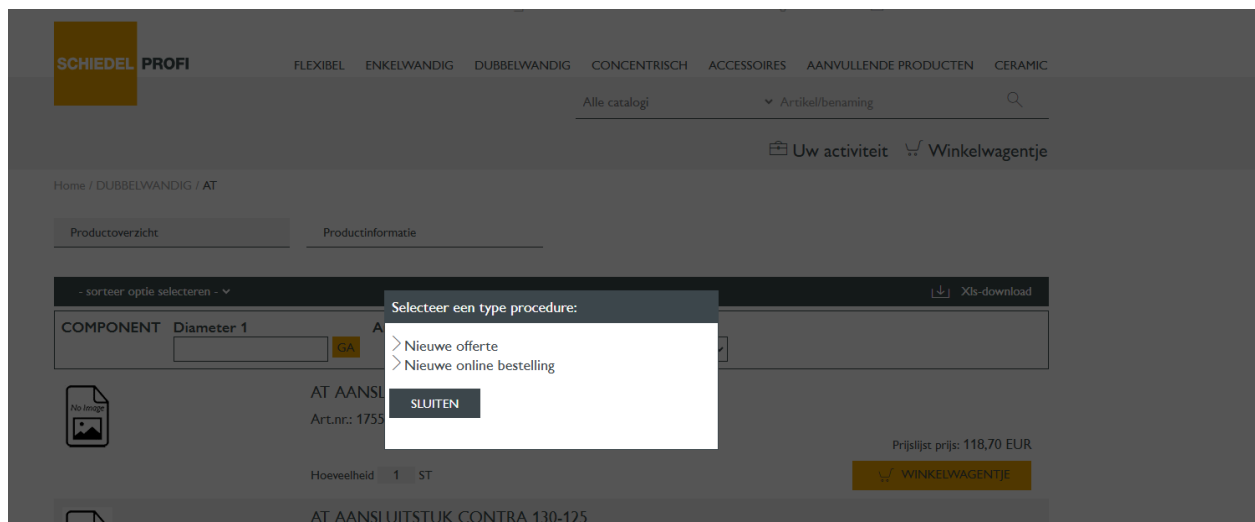 SCHIEDEL PROFI
FLEXIBEL ENKELWANDIG DUBBELWANDIG CONCENTRISCH ACCESSOIRES AANVULLENDE PRODUCTEN CERAMIC
Alle catalogi Artikel/benaming
Uw activiteit Winkelwagentje
Home / DUBBELWANDIG / AT
Productoverzicht Productinformatie
- sorteer optie selecteren - Xls-download
Selecteer een type procedure:
COMPONENT Diameter 1
GA
Nieuwe offerte
Nieuwe online bestelling
SLUITEN
No Image
AT
Art.nr.:
Prijslijst prijs: 118,70 EUR
Hoeveelheid 1 ST
WINKELWAGENTJE
AT AANSLUITSTUK CONTRA 130-125